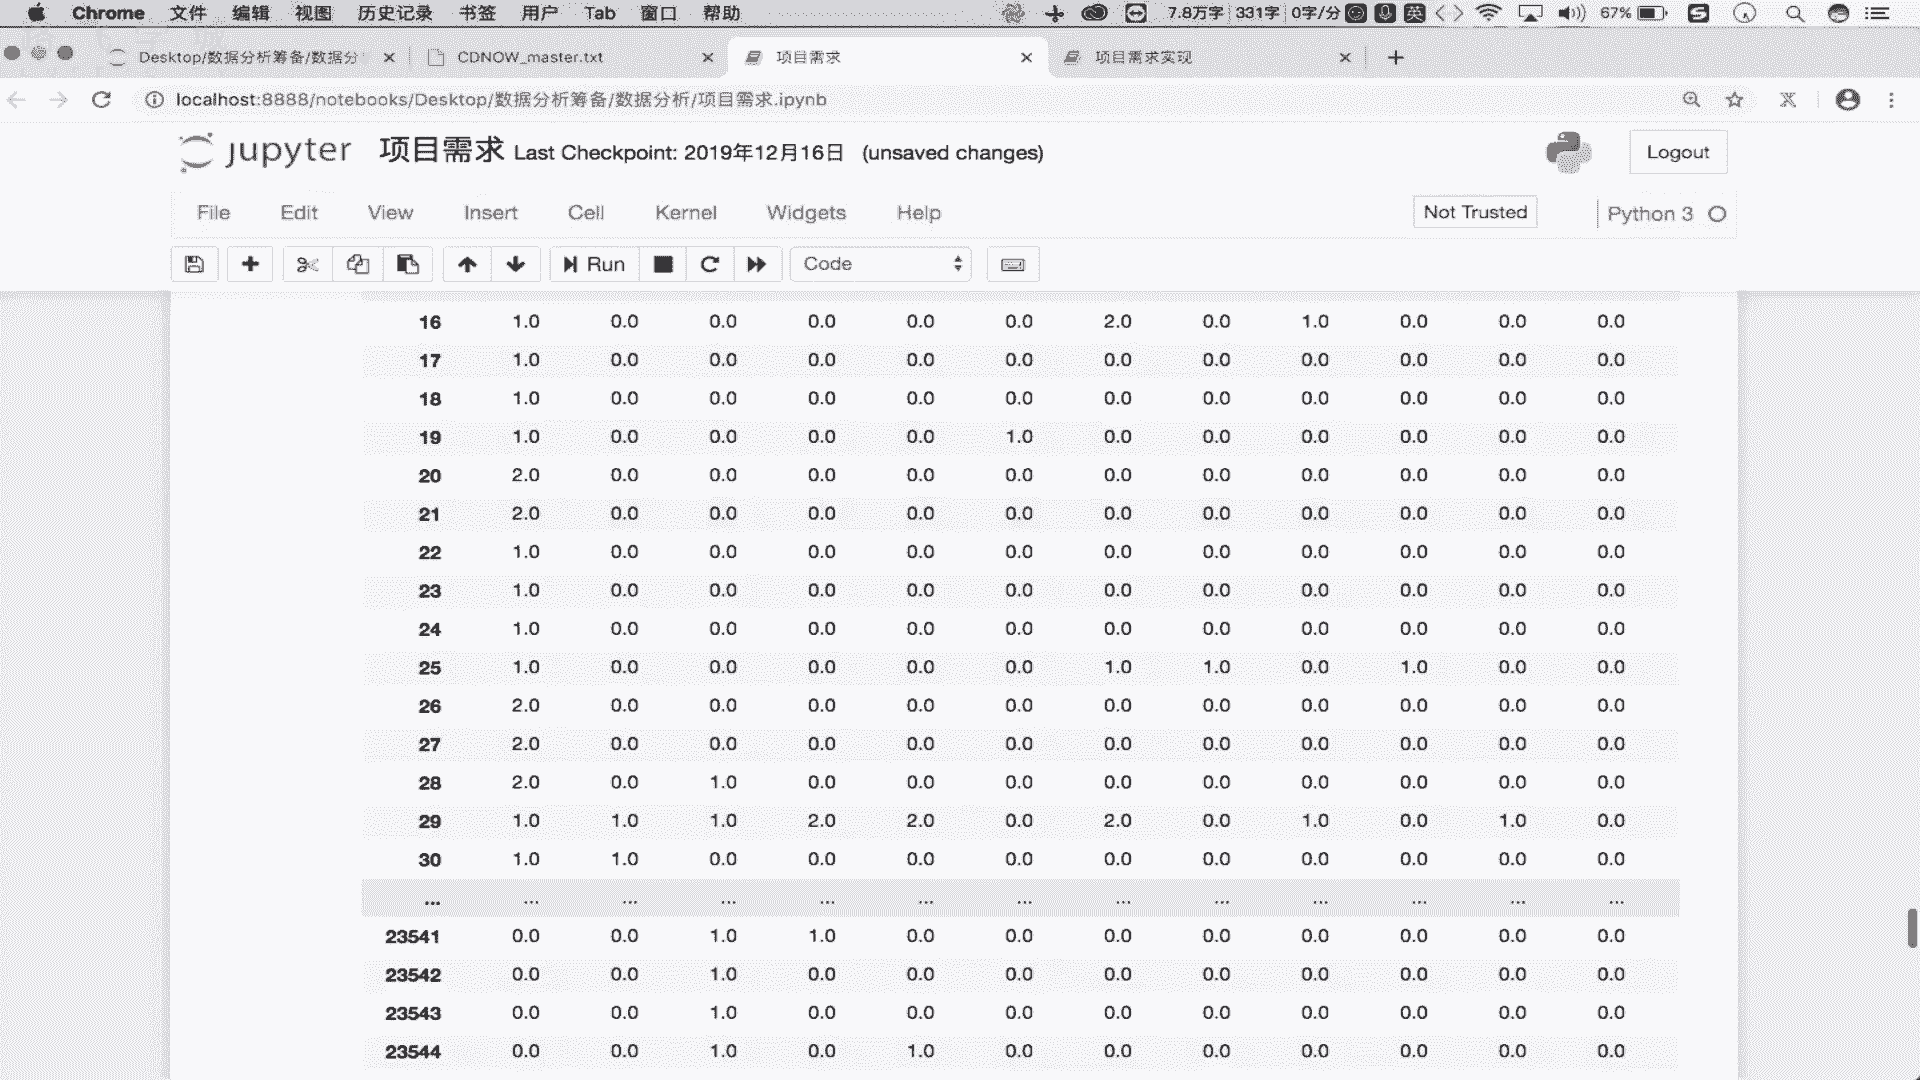 Chrome 文件 编辑 视图 历史记录 书签 用户 Tab 窗口 帮助 7.8万字 331字 0字/分 英 67%
Desktop/数据分析筹备/数据分 CDNOW_master.txt 项目需求 项目需求实现
localhost:8888/notebooks/Desktop/数据分析筹备/数据分析/项目需求.ipynb
jupyter 项目需求 Last Checkpoint: 2019年12月16日 (unsaved changes) Logout
File Edit View Insert Cell Kernel Widgets Help Not Trusted Python 3
Run Code
16 1.0 0.0 0.0 0.0 0.0 0.0 2.0 0.0 1.0 0.0 0.0 0.0
17 1.0 0.0 0.0 0.0 0.0 0.0 0.0 0.0 0.0 0.0 0.0 0.0
18 1.0 0.0 0.0 0.0 0.0 0.0 0.0 0.0 0.0 0.0 0.0 0.0
19 1.0 0.0 0.0 0.0 0.0 1.0 0.0 0.0 0.0 0.0 0.0 0.0
20 2.0 0.0 0.0 0.0 0.0 0.0 0.0 0.0 0.0 0.0 0.0 0.0
21 2.0 0.0 0.0 0.0 0.0 0.0 0.0 0.0 0.0 0.0 0.0 0.0
22 1.0 0.0 0.0 0.0 0.0 0.0 0.0 0.0 0.0 0.0 0.0 0.0
23 1.0 0.0 0.0 0.0 0.0 0.0 0.0 0.0 0.0 0.0 0.0 0.0
24 1.0 0.0 0.0 0.0 0.0 0.0 0.0 0.0 0.0 0.0 0.0 0.0
25 1.0 0.0 0.0 0.0 0.0 0.0 1.0 1.0 0.0 1.0 0.0 0.0
26 2.0 0.0 0.0 0.0 0.0 0.0 0.0 0.0 0.0 0.0 0.0 0.0
27 2.0 0.0 0.0 0.0 0.0 0.0 0.0 0.0 0.0 0.0 0.0 0.0
28 2.0 0.0 1.0 0.0 0.0 0.0 0.0 0.0 0.0 0.0 0.0 0.0
29 1.0 1.0 1.0 2.0 2.0 0.0 2.0 0.0 1.0 0.0 1.0 0.0
30 1.0 1.0 0.0 0.0 0.0 0.0 0.0 0.0 0.0 0.0 0.0 0.0
... ... ... ... ... ... ... ... ... ... ... ... ...
23541 0.0 0.0 1.0 1.0 0.0 0.0 0.0 0.0 0.0 0.0 0.0 0.0
23542 0.0 0.0 1.0 0.0 0.0 0.0 0.0 0.0 0.0 0.0 0.0 0.0
23543 0.0 0.0 1.0 0.0 0.0 0.0 0.0 0.0 0.0 0.0 0.0 0.0
23544 0.0 0.0 1.0 0.0 1.0 0.0 0.0 0.0 0.0 0.0 0.0 0.0